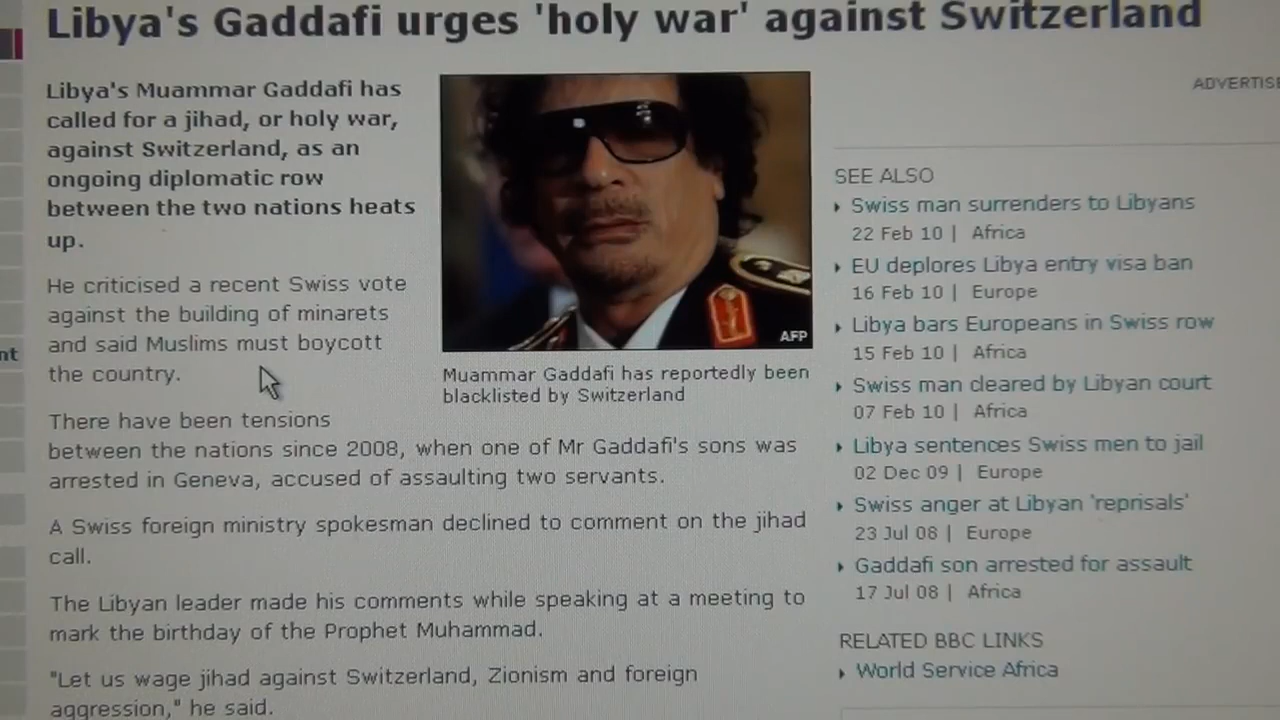 Libya's Gaddafi urges 'holy war' against Switzerland
Libya's Muammar Gaddafi has
called for a jihad, or holy war,
against Switzerland, as an
ongoing diplomatic row
between the two nations heats
up.
He criticised a recent Swiss vote
against the building of minarets
and said Muslims must boycott
the country.
There have been tensions
between the nations since 2008, when one of Mr Gaddafi's sons was
arrested in Geneva, accused of assaulting two servants.
A Swiss foreign ministry spokesman declined to comment on the jihad
call.
The Libyan leader made his comments while speaking at a meeting to
mark the birthday of the Prophet Muhammad.
"Let us wage jihad against Switzerland, Zionism and foreign
aggression," he said.
AFP
Muammar Gaddafi has reportedly been
blacklisted by Switzerland
nt
ADVERTISE
SEE ALSO
Swiss man surrenders to Libyans
22 Feb 10 | Africa
EU deplores Libya entry visa ban
16 Feb 10 | Europe
Libya bars Europeans in Swiss row
15 Feb 10 | Africa
Swiss man cleared by Libyan court
07 Feb 10 | Africa
Libya sentences Swiss men to jail
02 Dec 09 | Europe
Swiss anger at Libyan 'reprisals'
23 Jul 08 | Europe
Gaddafi son arrested for assault
17 Jul 08 | Africa
RELATED BBC LINKS
World Service Africa